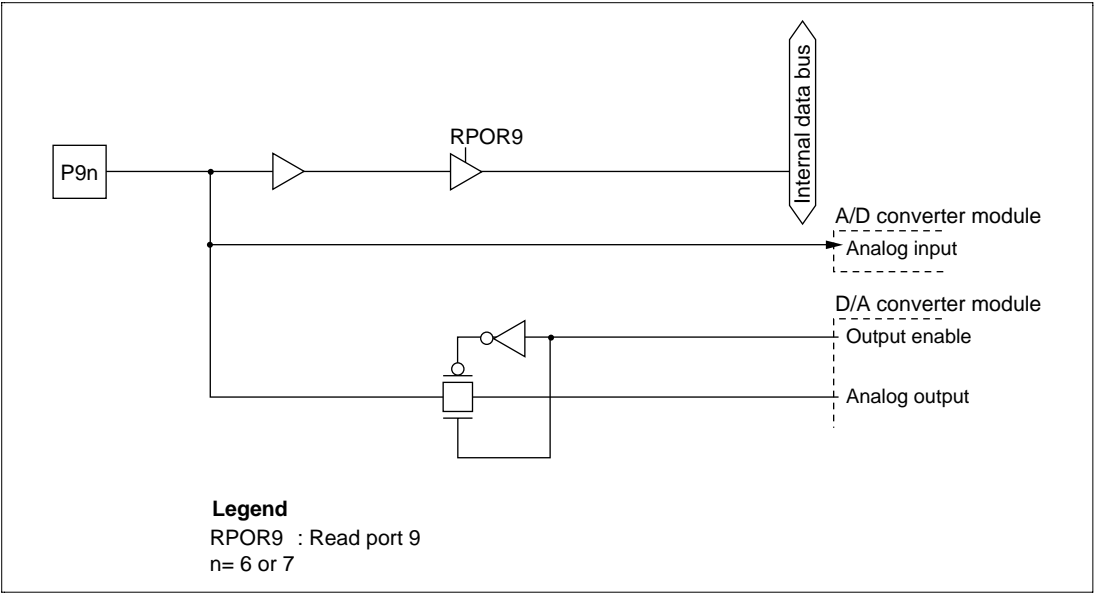 RPOR9
P9n
Internal data bus
A/D converter module
Analog input
D/A converter module
Output enable
Analog output
Legend
RPOR9 : Read port 9
n= 6 or 7